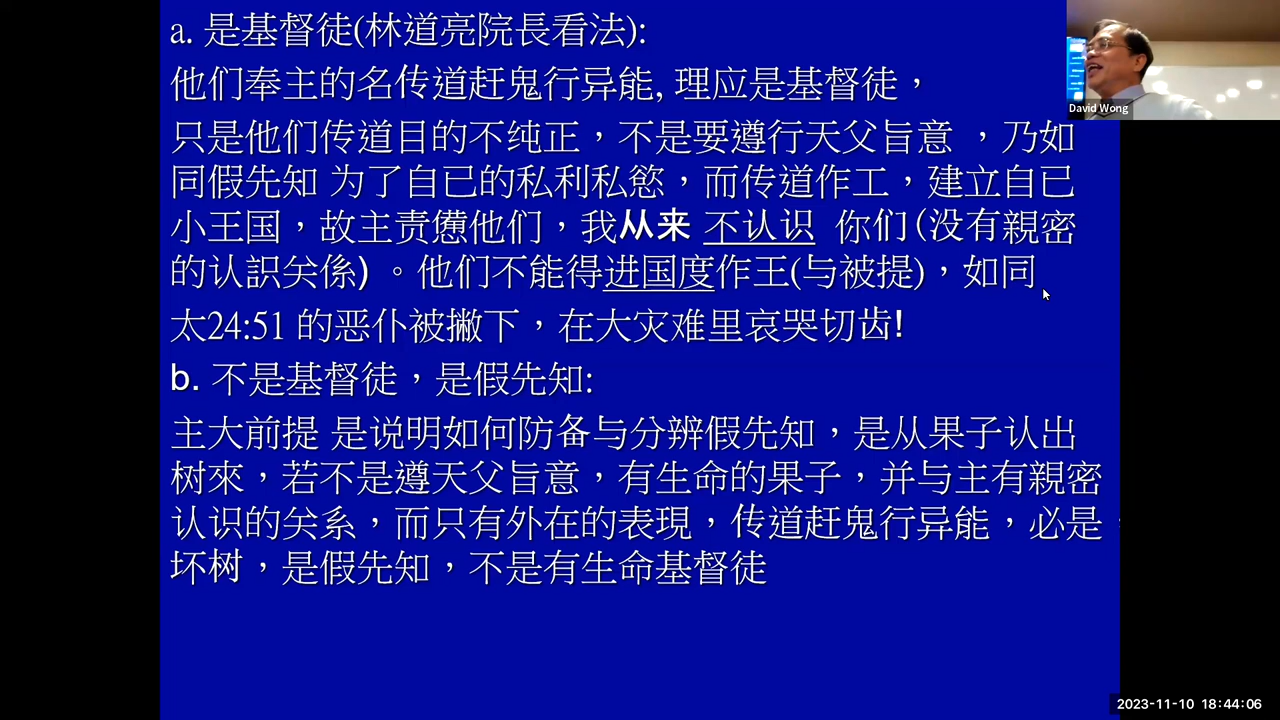 a. 是基督徒(林道亮院長看法):
他们奉主的名传道赶鬼行异能, 理应是基督徒，
只是他们传道目的不纯正，不是要遵行天父旨意 ，乃如
同假先知 为了自已的私利私慾，而传道作工，建立自已
小王国，故主责僡他们，我从来 不认识 你们(没有親密
的认訳关係) 。他们不能得进国度作王(与被提)，如同
太24:51 的恶仆被撇下，在大灾难里哀哭切齿!
b. 不是基督徒，是假先知:
主大前提 是说明如何防备与分辨假先知，是从果子认出
树來，若不是遵天父旨意，有生命的果子，并与主有親密
认识的关系，而只有外在的表現，传道赶鬼行异能，必是
坏树，是假先知，不是有生命基督徒
David Wong
2023-11-10 18:44:06